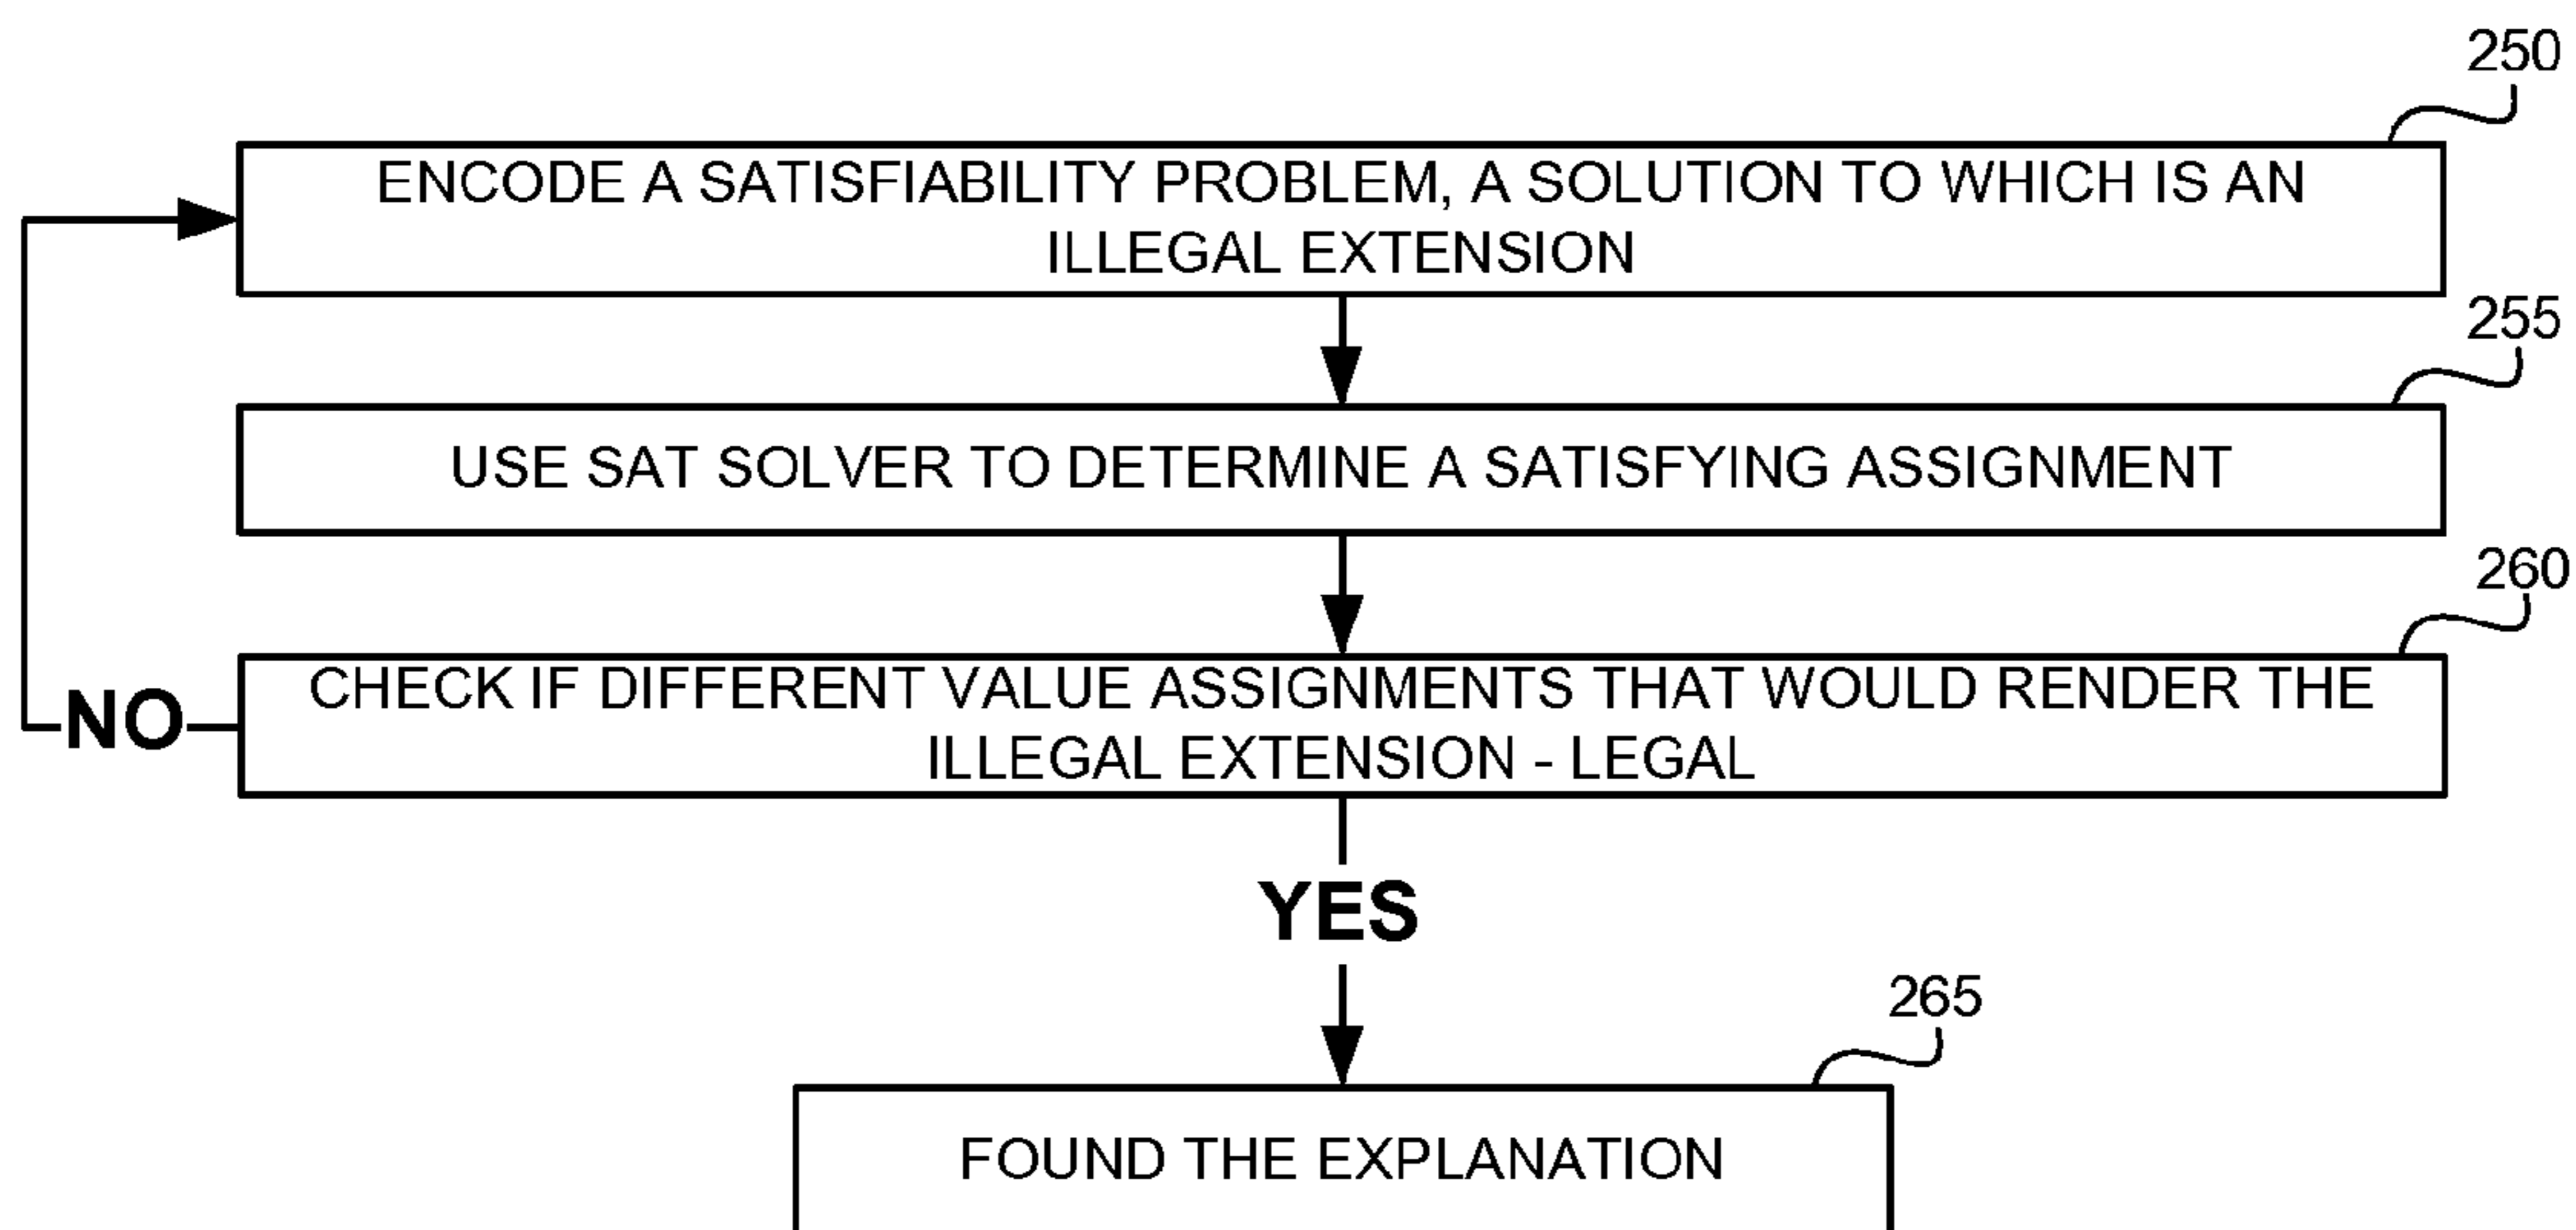 250
ENCODE A SATISFIABILITY PROBLEM, A SOLUTION TO WHICH IS AN
ILLEGAL EXTENSION
255
USE SAT SOLVER TO DETERMINE A SATISFYING ASSIGNMENT
260
CHECK IF DIFFERENT VALUE ASSIGNMENTS THAT WOULD RENDER THE
ILLEGAL EXTENSION - LEGAL
NO
YES
265
FOUND THE EXPLANATION